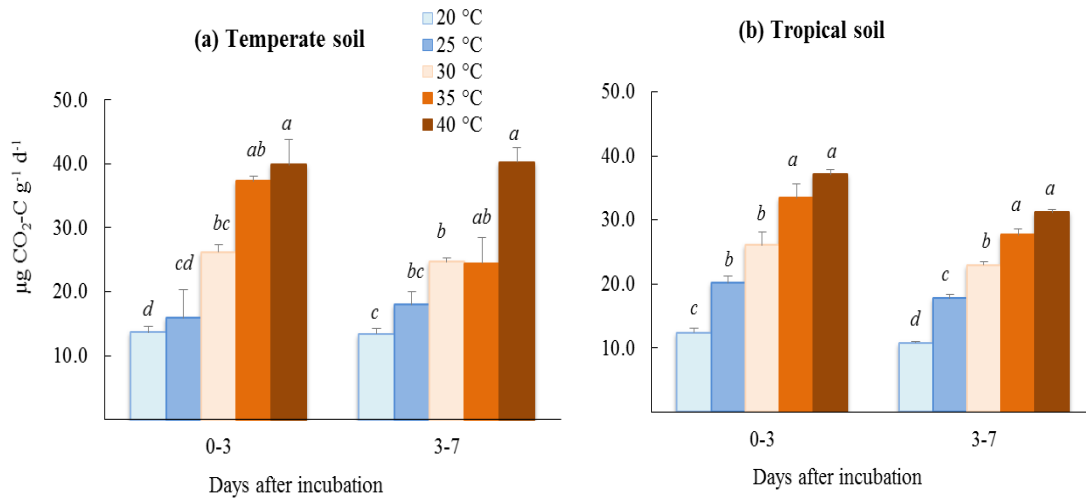 (a) Temperate soil
20 °C
25 °C
30 °C
35 °C
40 °C
(b) Tropical soil
µg CO₂-C g⁻¹ d⁻¹
50.0
40.0
30.0
20.0
10.0
d
cd
bc
ab
a
c
bc
b
ab
a
0-3
3-7
Days after incubation
50.0
40.0
30.0
20.0
10.0
c
b
b
a
a
d
c
b
a
a
0-3
3-7
Days after incubation